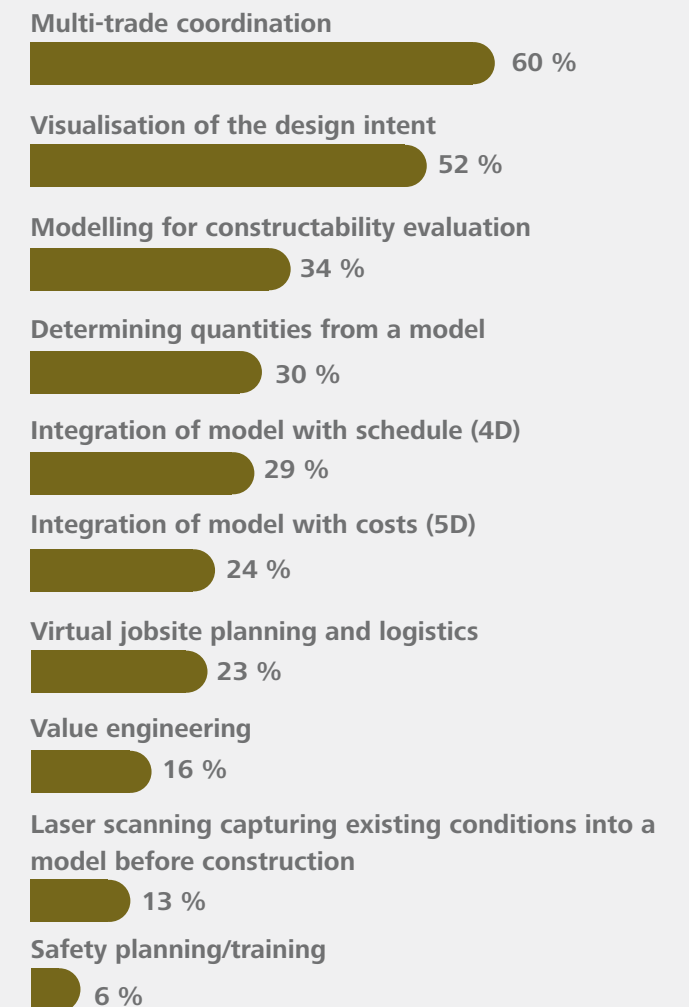 Multi-trade coordination
60 %
Visualisation of the design intent
52 %
Modelling for constructability evaluation
34 %
Determining quantities from a model
30 %
Integration of model with schedule (4D)
29 %
Integration of model with costs (5D)
24 %
Virtual jobsite planning and logistics
23 %
Value engineering
16 %
Laser scanning capturing existing conditions into a
model before construction
13 %
Safety planning/training
6 %